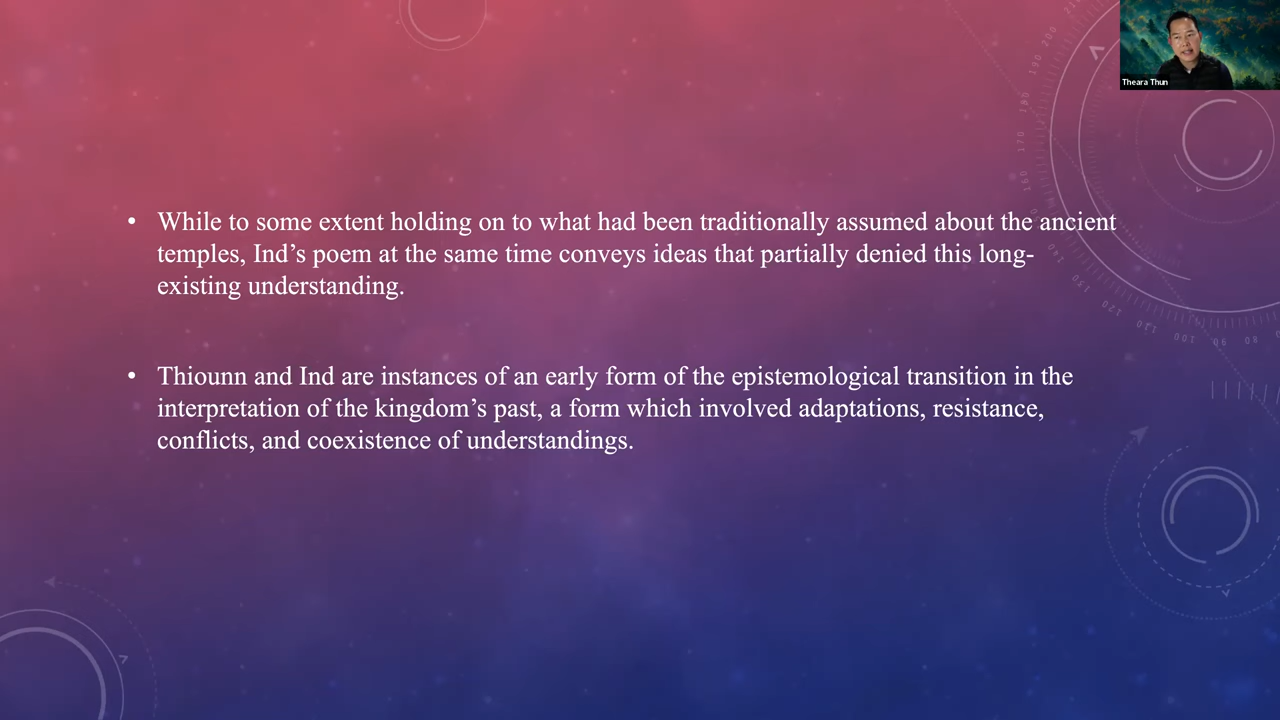 Theara Thun
While to some extent holding on to what had been traditionally assumed about the ancient
temples, Ind’s poem at the same time conveys ideas that partially denied this long-
existing understanding.
Thiounn and Ind are instances of an early form of the epistemological transition in the
interpretation of the kingdom’s past, a form which involved adaptations, resistance,
conflicts, and coexistence of understandings.